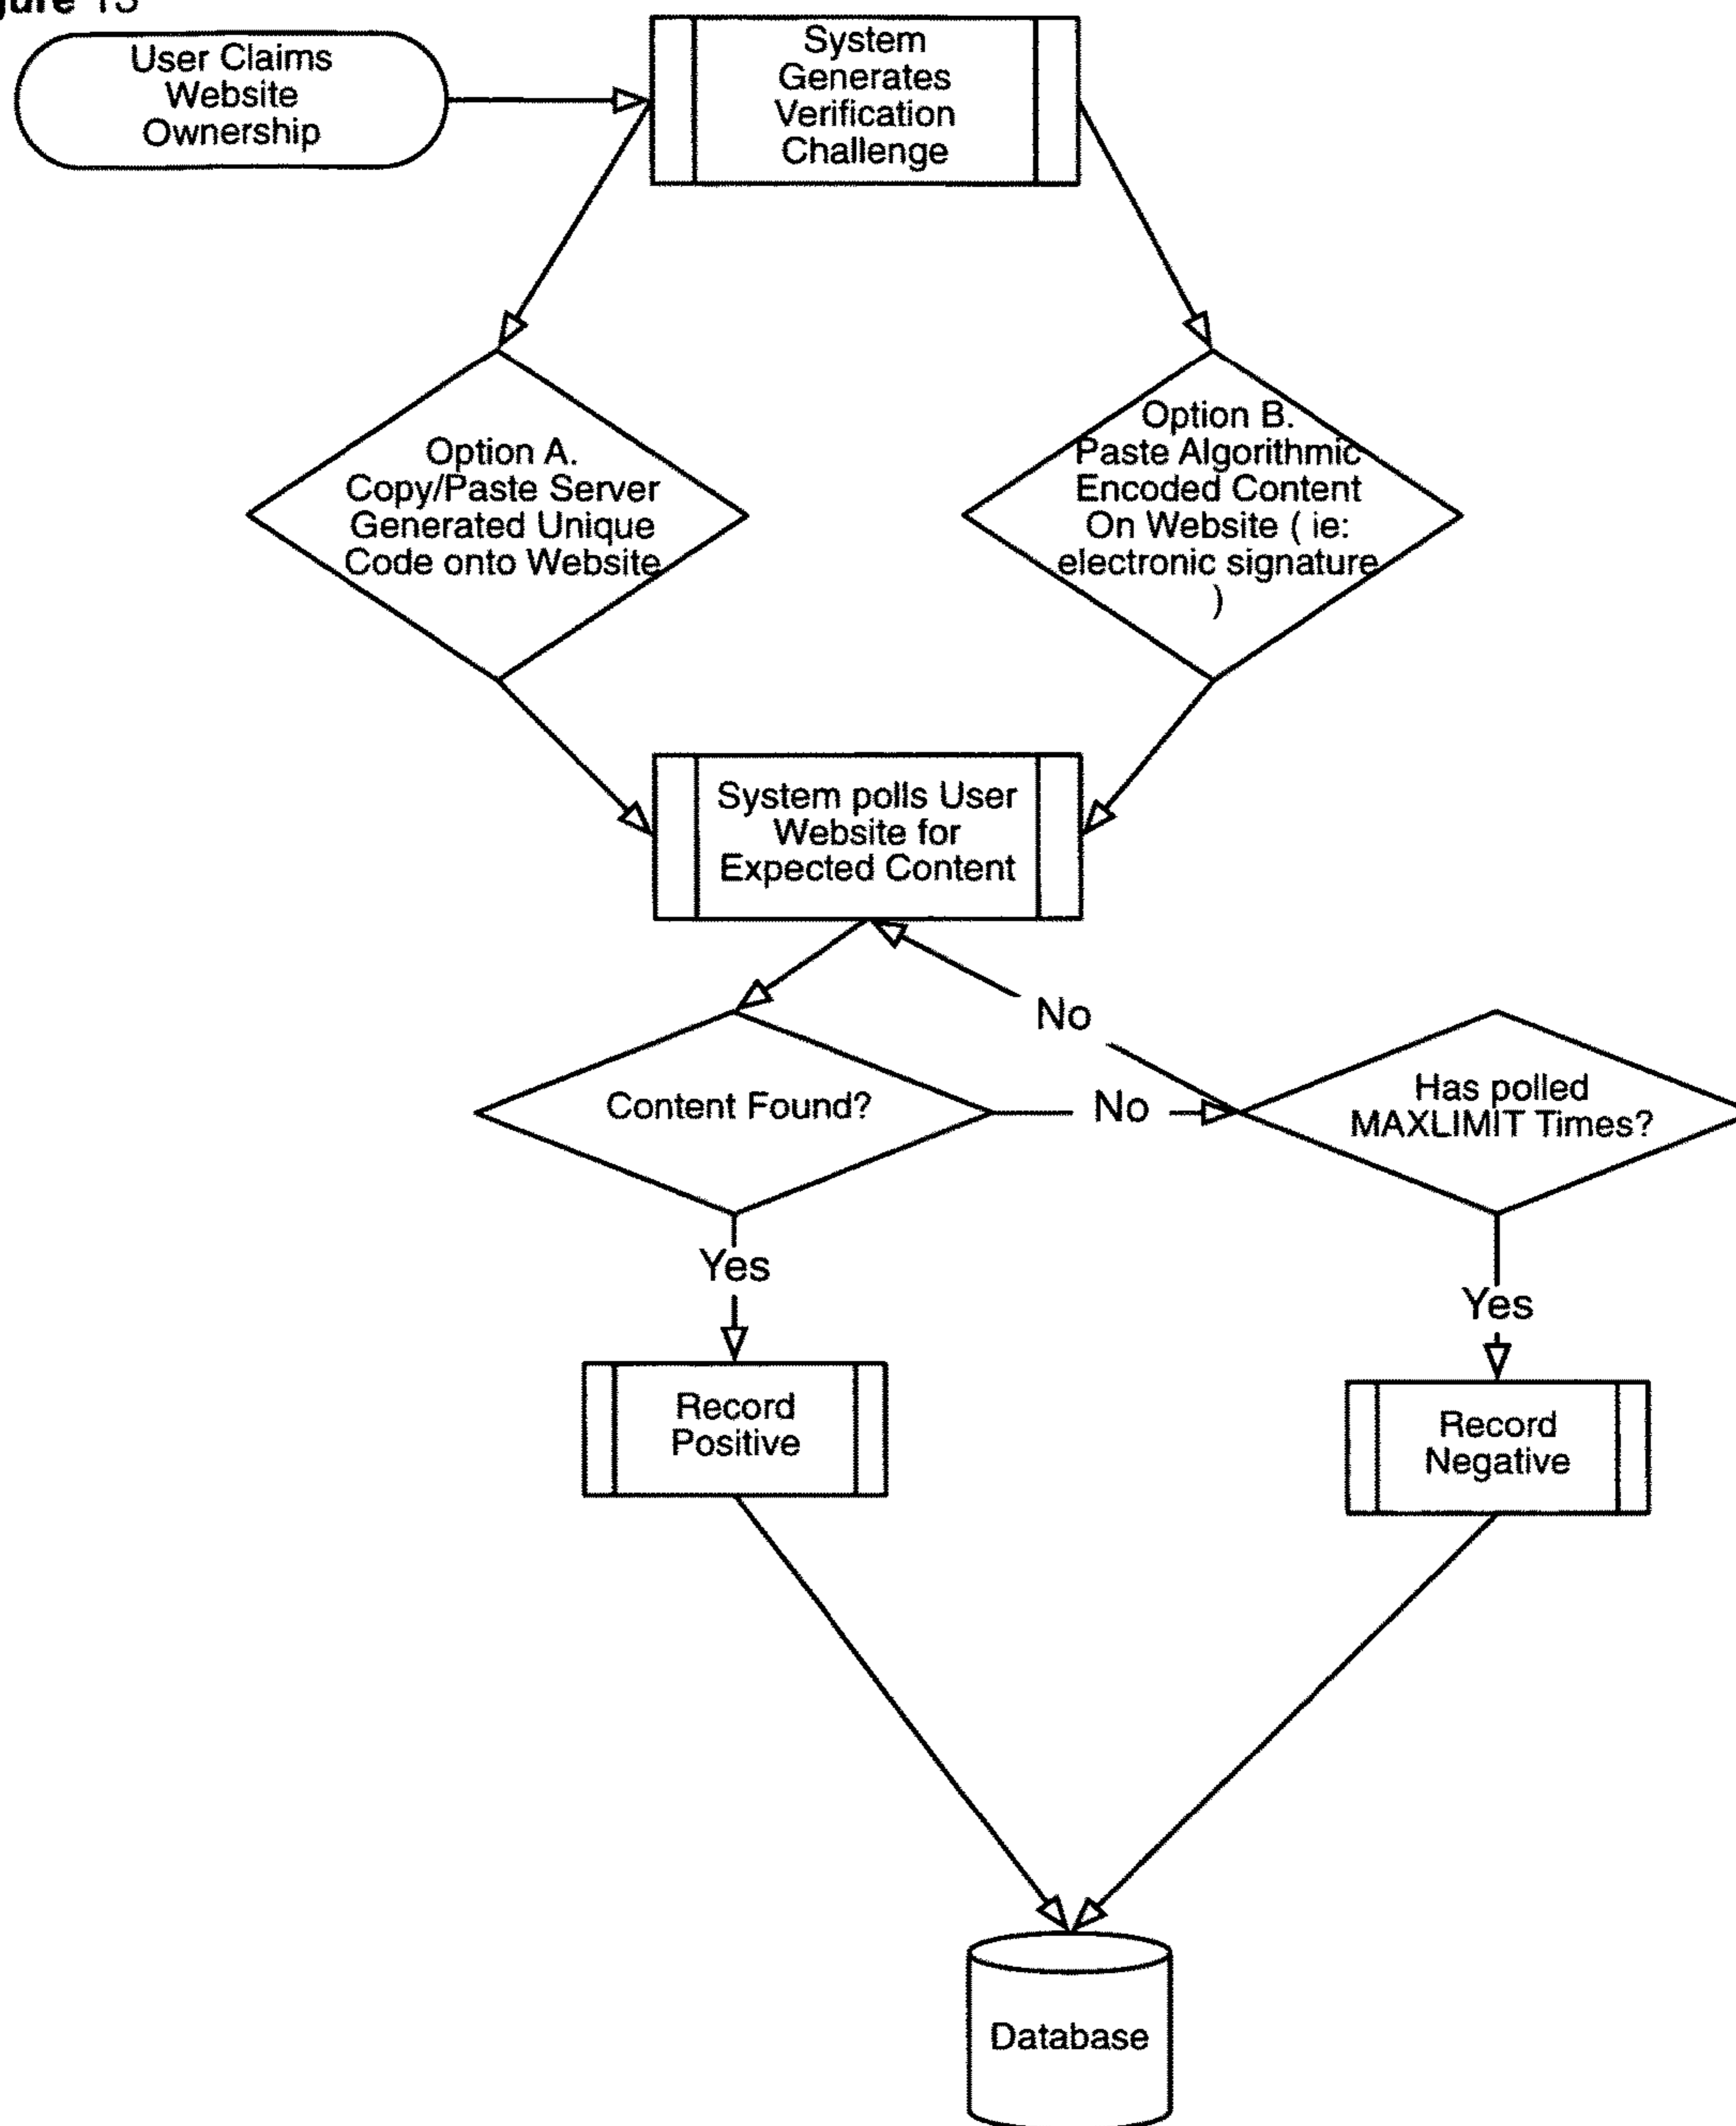 User Claims
Website
Ownership
System
Generates
Verification
Challenge
Option A.
Copy/Paste Server
Generated Unique
Code onto Website
Option B.
Paste Algorithmic
Encoded Content
On Website ( ie:
electronic signature
)
System polls User
Website for
Expected Content
No
Content Found?
No
Has polled
MAXLIMIT Times?
Yes
Yes
Record
Positive
Record
Negative
Database